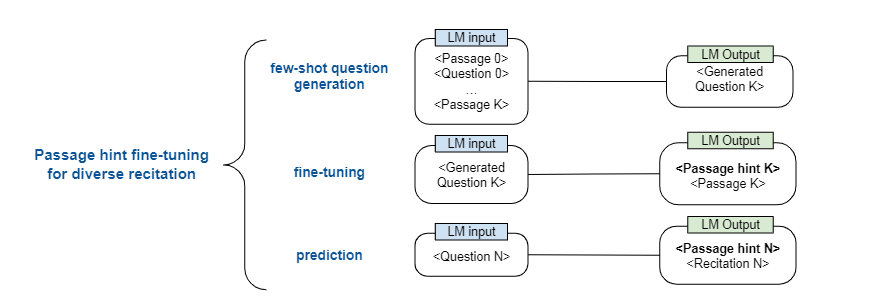 Passage hint fine-tuning
for diverse recitation
few-shot question
generation
LM input
<Passage 0>
<Question 0>
...
<Passage K>
LM Output
<Generated
Question K>
fine-tuning
LM input
<Generated
Question K>
LM Output
<Passage hint K>
<Passage K>
prediction
LM input
<Question N>
LM Output
<Passage hint N>
<Recitation N>